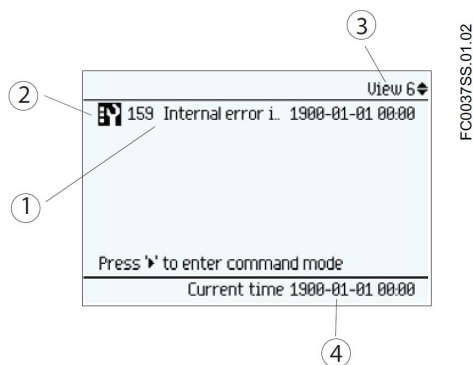 3
FC0037SS.01.02
View 6
2
159 Internal error i.. 1900-01-01 00:00
1
Press '▶' to enter command mode
Current time 1900-01-01 00:00
4